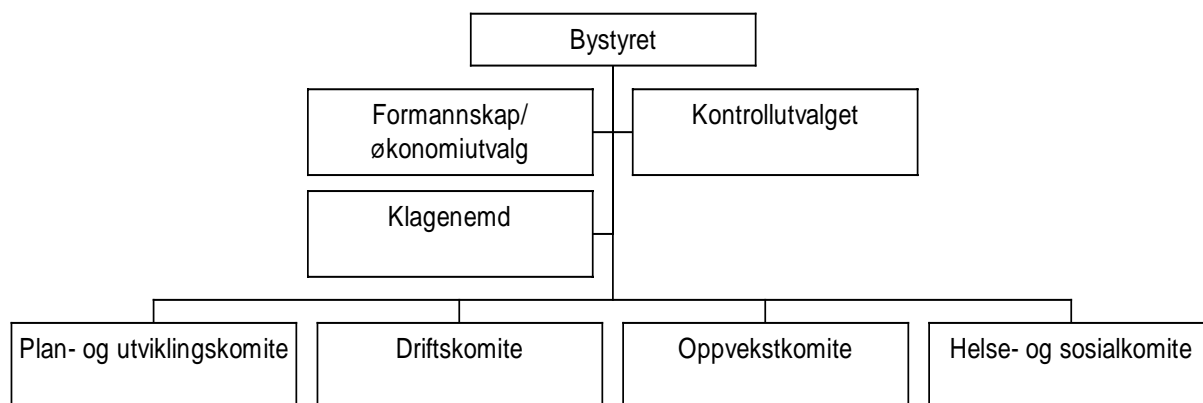 Bystyret
Formannskap/
økonomiutvalg
Kontrollutvalget
Klagenemd
Plan- og utviklingskomite
Driftskomite
Oppvekstkomite
Helse- og sosialkomite